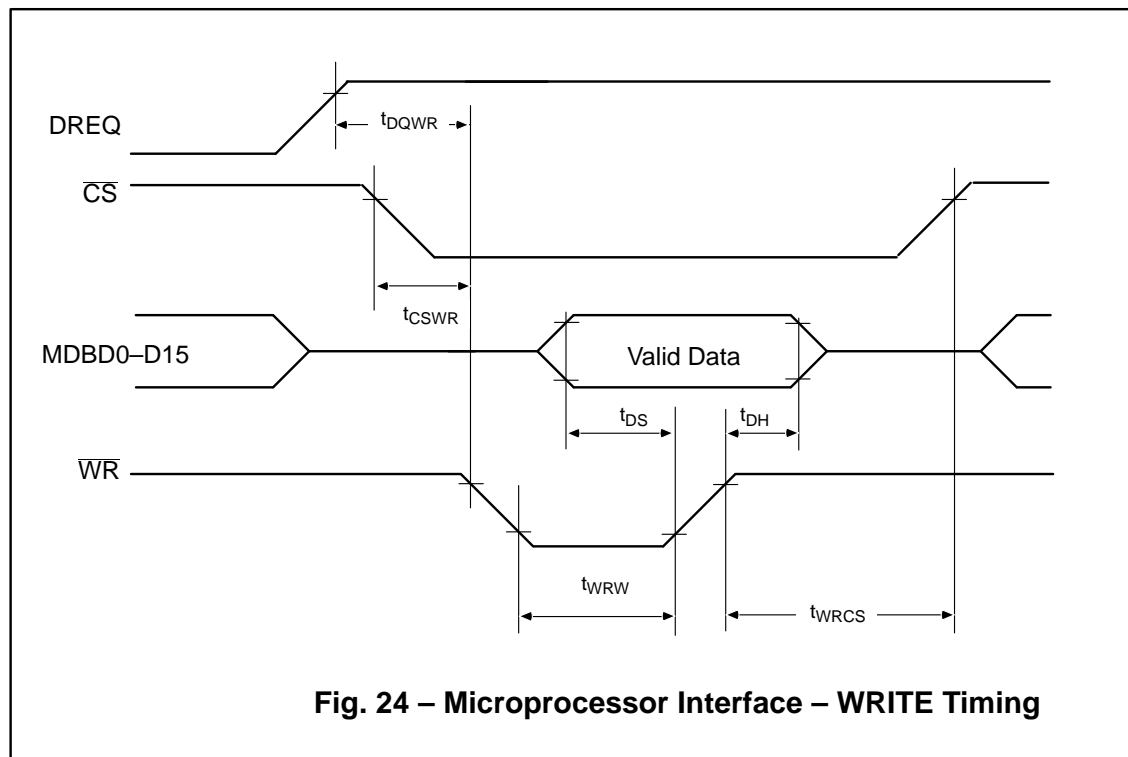 DREQ
tDQWR
CS
tCSWR
MDBD0–D15
Valid Data
tDS
tDH
WR
tWRW
tWRCS
Fig. 24 – Microprocessor Interface – WRITE Timing